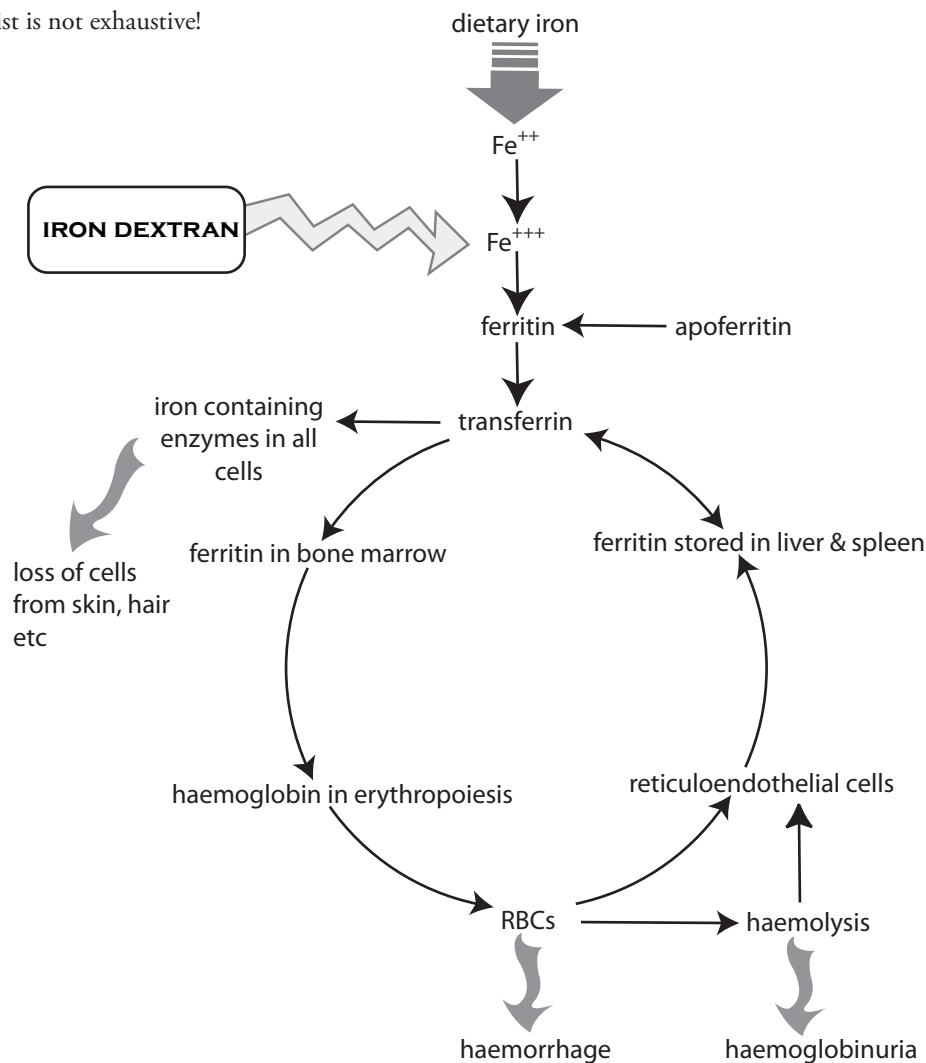 ist is not exhaustive!
dietary iron
Fe++
IRON DEXTRAN
Fe+++
ferritin
apoferritin
transferrin
iron containing
enzymes in all
cells
ferritin in bone marrow
ferritin stored in liver & spleen
loss of cells
from skin, hair
etc
haemoglobin in erythropoiesis
reticuloendothelial cells
RBCs
haemolysis
haemorrhage
haemoglobinuria